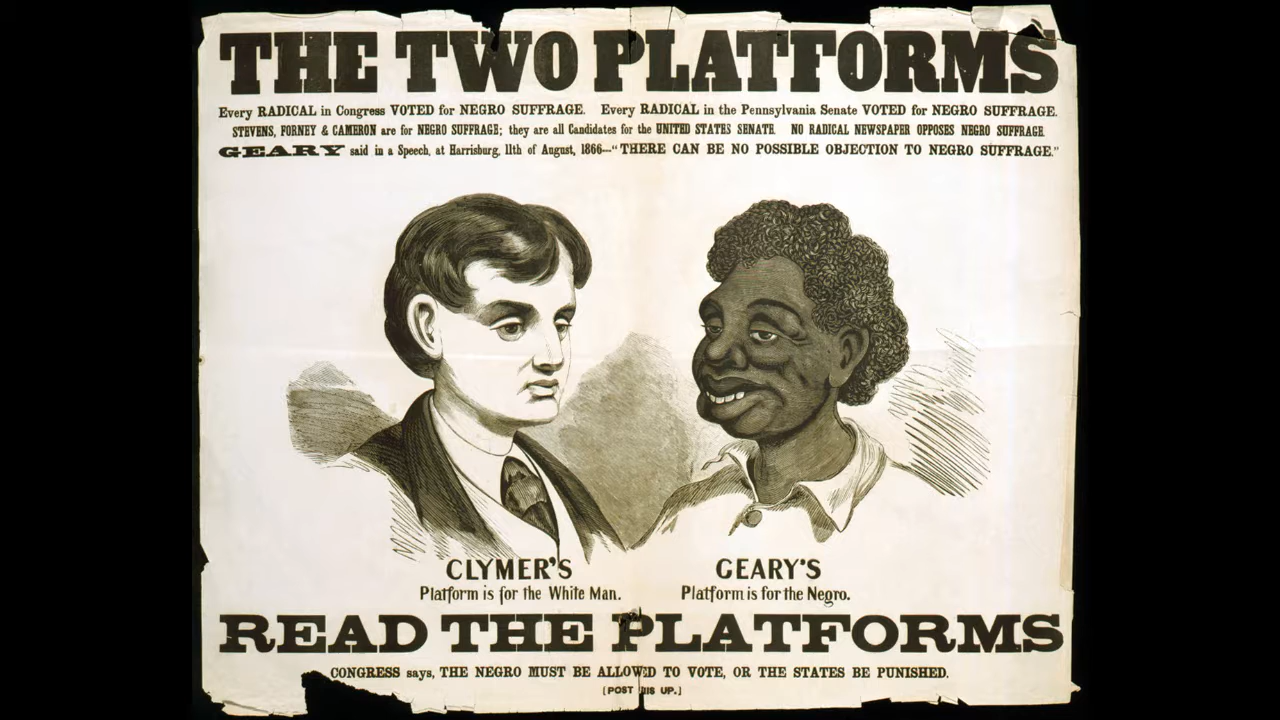 THE TWO PLATFORMS
Every RADICAL in Congress VOTED for NEGRO SUFFRAGE. Every RADICAL in the Pennsylvania Senate VOTED for NEGRO SUFFRAGE.
STEVENS, FORNEY & CAMERON are for NEGRO SUFFRAGE; they are all Candidates for the UNITED STATES SENATE. NO RADICAL NEWSPAPER OPPOSES NEGRO SUFFRAGE.
GEARY said in a Speech, at Harrisburg, 11th of August, 1866—"THERE CAN BE NO POSSIBLE OBJECTION TO NEGRO SUFFRAGE."
CLYMER'S
Platform is for the White Man.
GEARY'S
Platform is for the Negro.
READ THE PLATFORMS
CONGRESS says, THE NEGRO MUST BE ALLOWED TO VOTE, OR THE STATES BE PUNISHED.
[POST IS UP.]